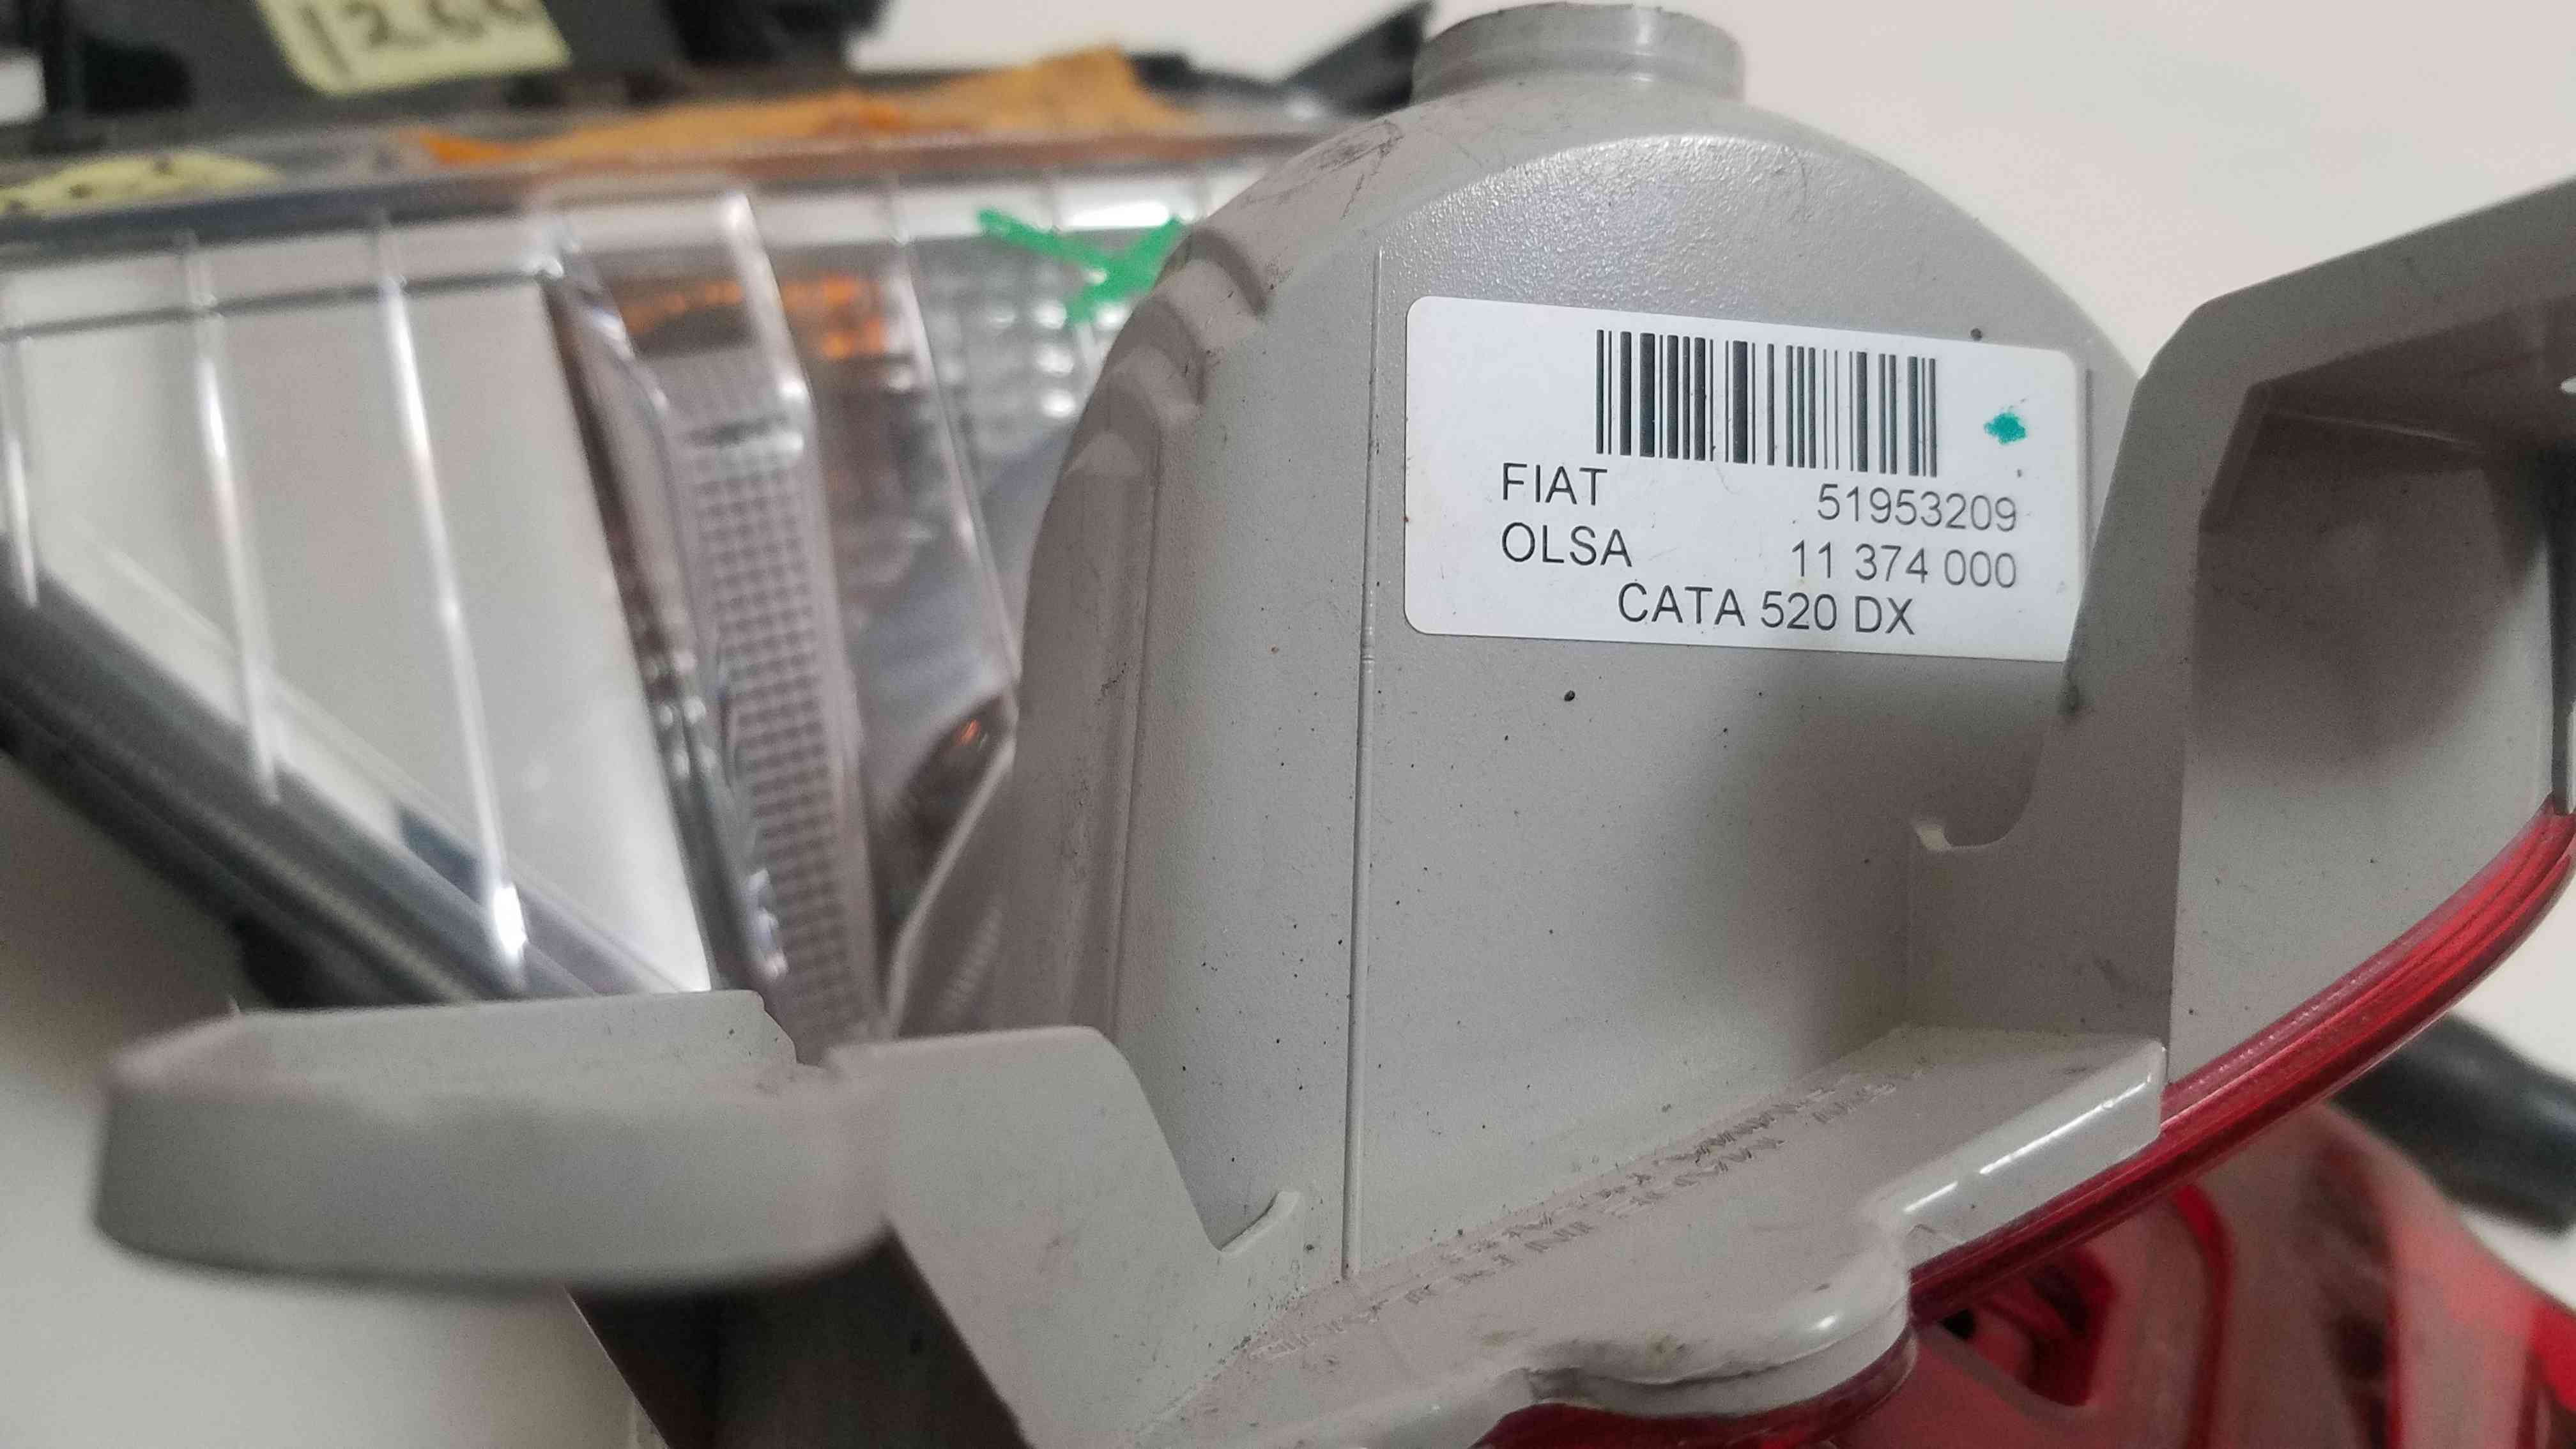 FIAT 51953209
OLSA 11 374 000
CATA 520 DX